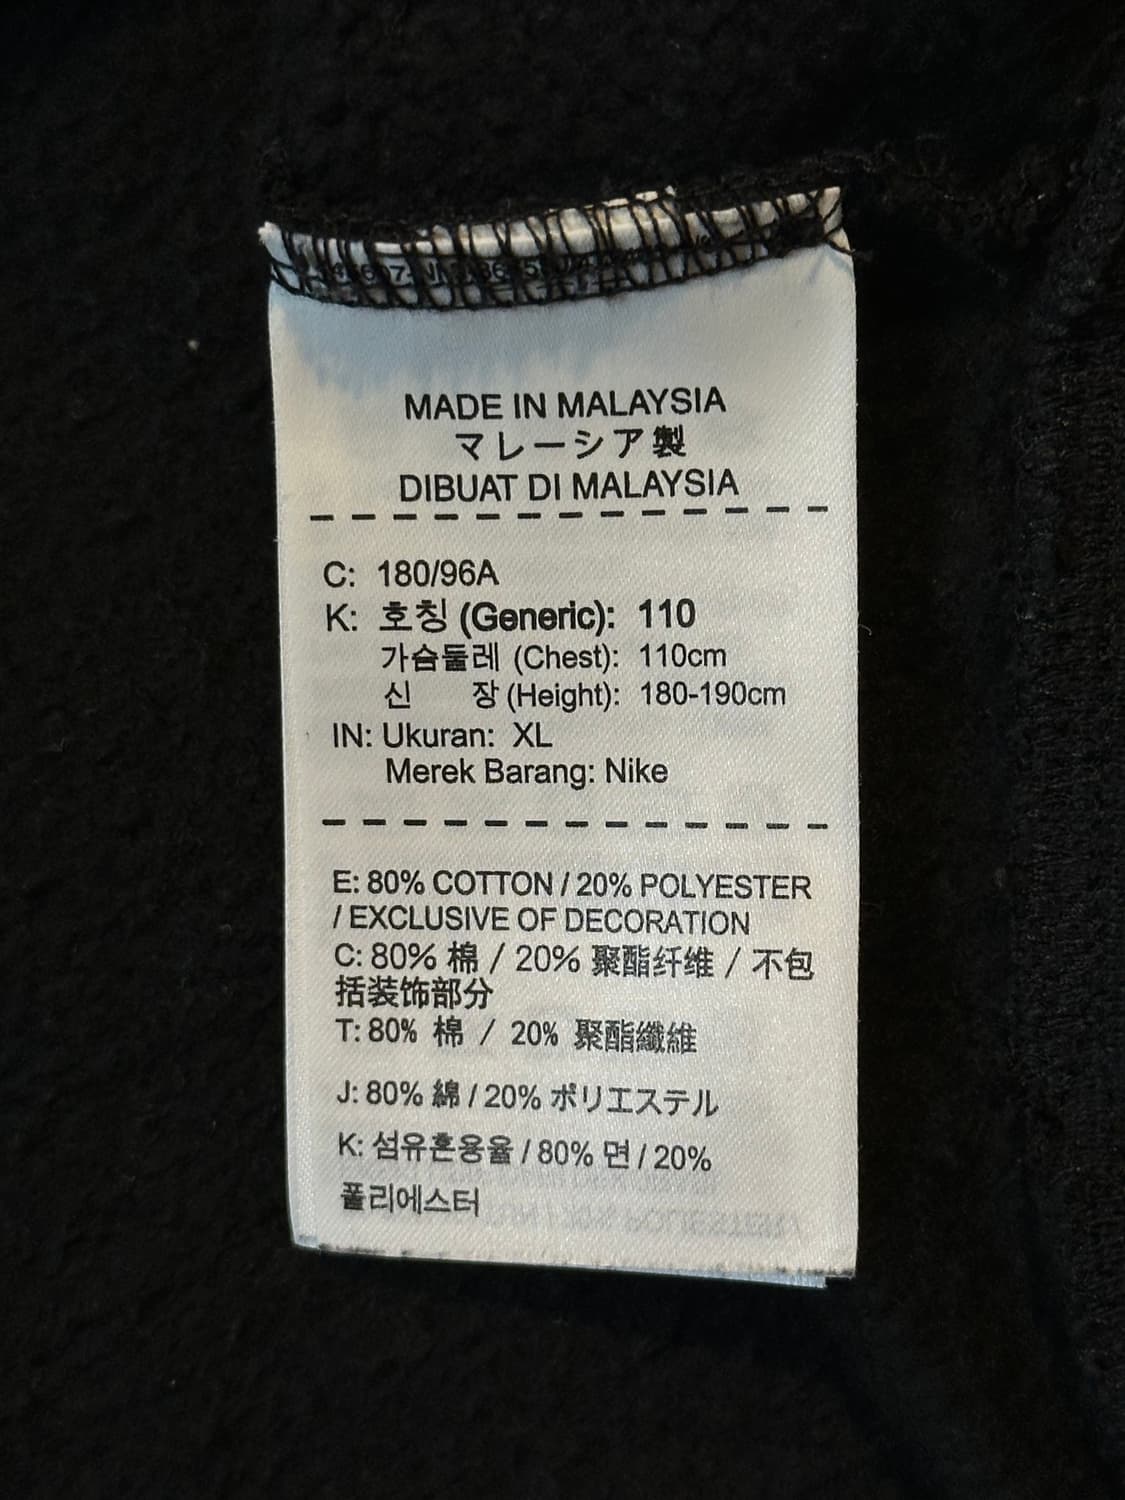 MADE IN MALAYSIA
マレーシア製
DIBUAT DI MALAYSIA
C: 180/96A
K: 호칭 (Generic): 110
가슴둘레 (Chest): 110cm
신 장 (Height): 180-190cm
IN: Ukuran: XL
Merek Barang: Nike
E: 80% COTTON / 20% POLYESTER
/ EXCLUSIVE OF DECORATION
C: 80% 棉 / 20% 聚酯纤维 / 不包
括装饰部分
T: 80% 棉 / 20% 聚酯纖維
J: 80% 綿 / 20% ポリエステル
K: 섬유혼용율 / 80% 면 / 20%
폴리에스터